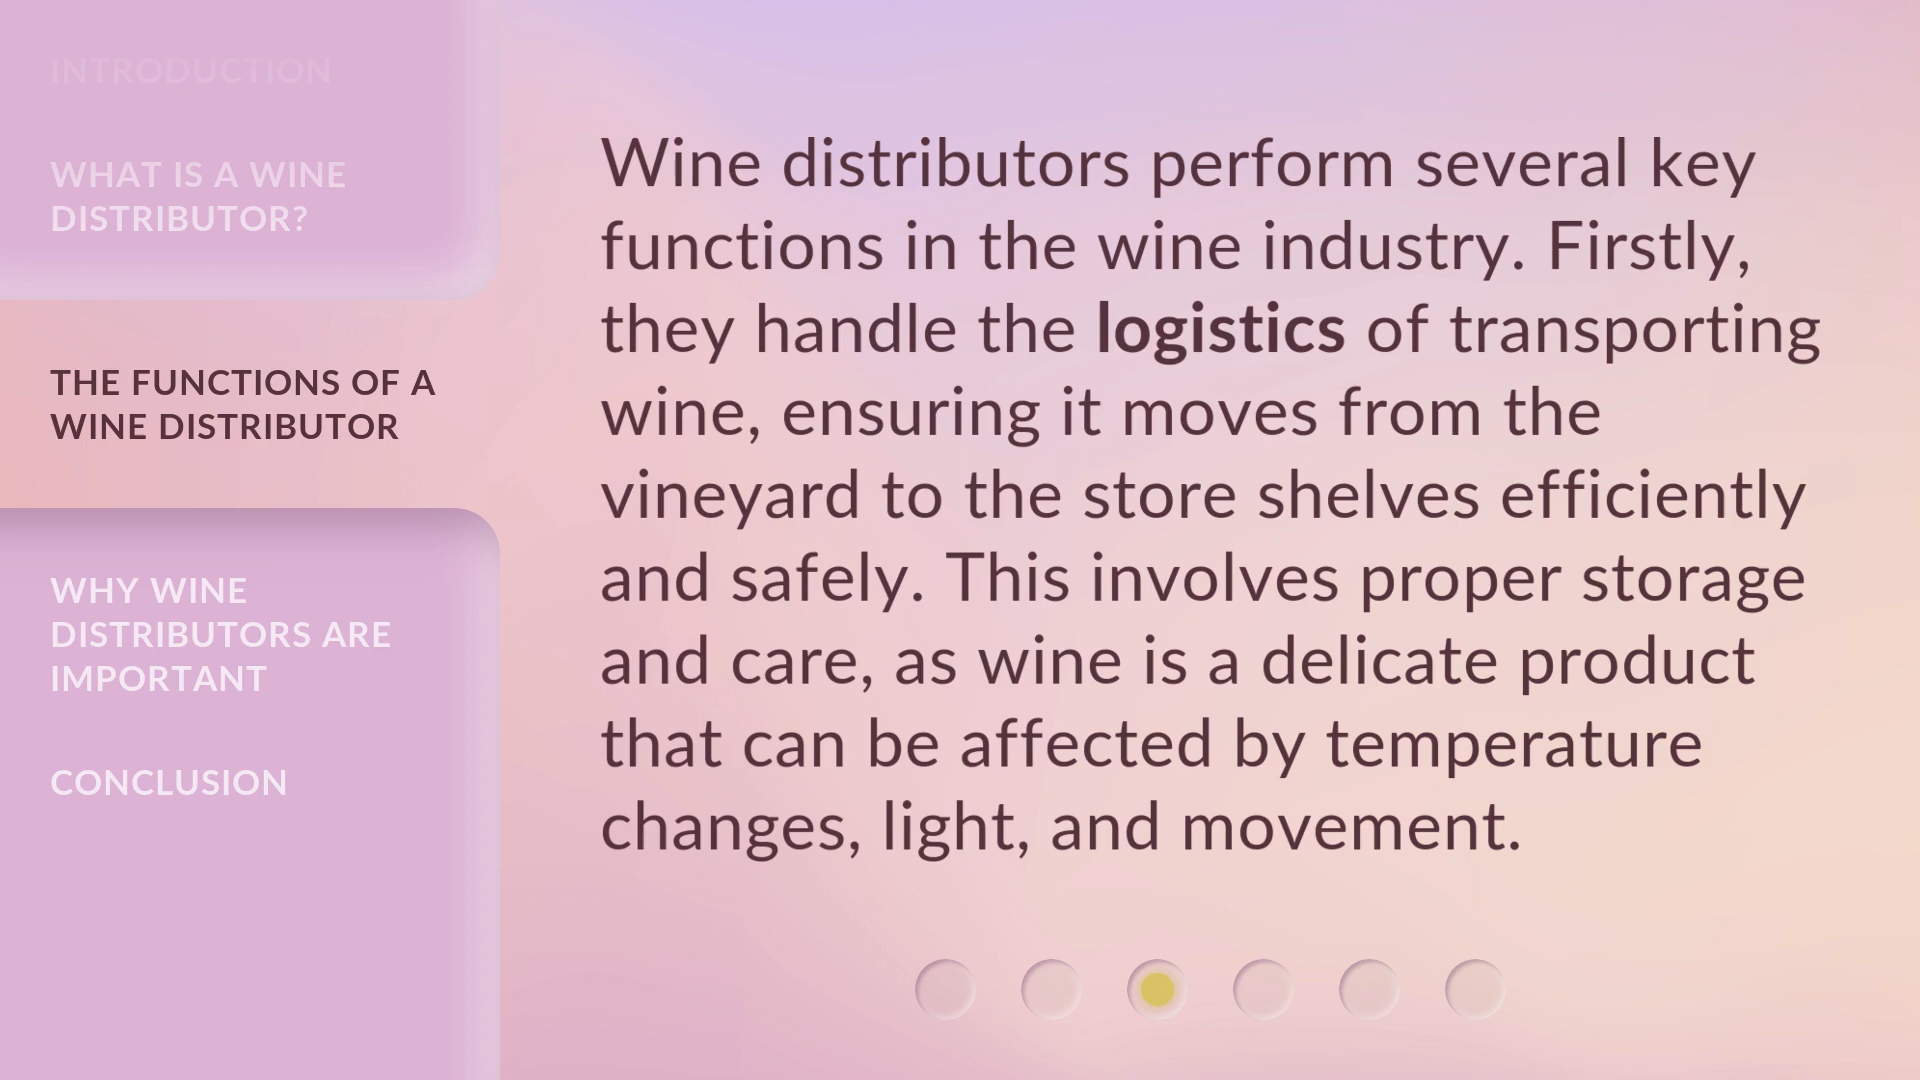 INTRODUCTION
WHAT IS A WINE
DISTRIBUTOR?
THE FUNCTIONS OF A
WINE DISTRIBUTOR
WHY WINE
DISTRIBUTORS ARE
IMPORTANT
CONCLUSION
Wine distributors perform several key
functions in the wine industry. Firstly,
they handle the logistics of transporting
wine, ensuring it moves from the
vineyard to the store shelves efficiently
and safely. This involves proper storage
and care, as wine is a delicate product
that can be affected by temperature
changes, light, and movement.